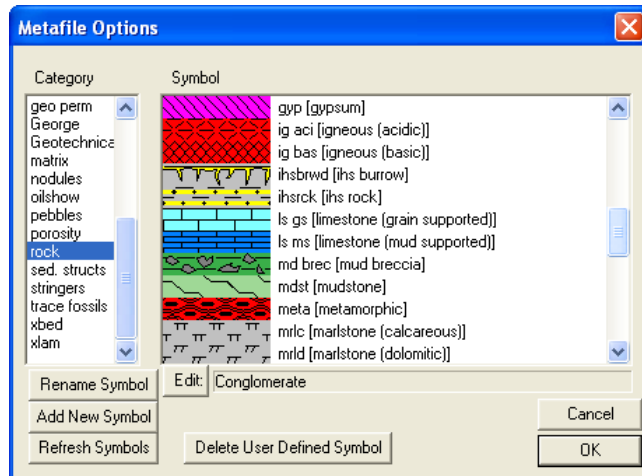 Metafile Options
Category
Symbol
geo perm
George
Geotechnica
matrix
nodules
oilshow
pebbles
porosity
rock
sed. structs
stringers
trace fossils
xbed
xlam
gyp [gypsum]
ig aci [igneous (acidic)]
ig bas [igneous (basic)]
ihsbrwd [ihs burrow]
ihsrck [ihs rock]
ls gs [limestone (grain supported)]
ls ms [limestone (mud supported)]
md brec [mud breccia]
mdst [mudstone]
meta [metamorphic]
mrlc [marlstone (calcareous)]
mrld [marlstone (dolomitic)]
Rename Symbol
Edit: Conglomerate
Add New Symbol
Cancel
Refresh Symbols
Delete User Defined Symbol
OK